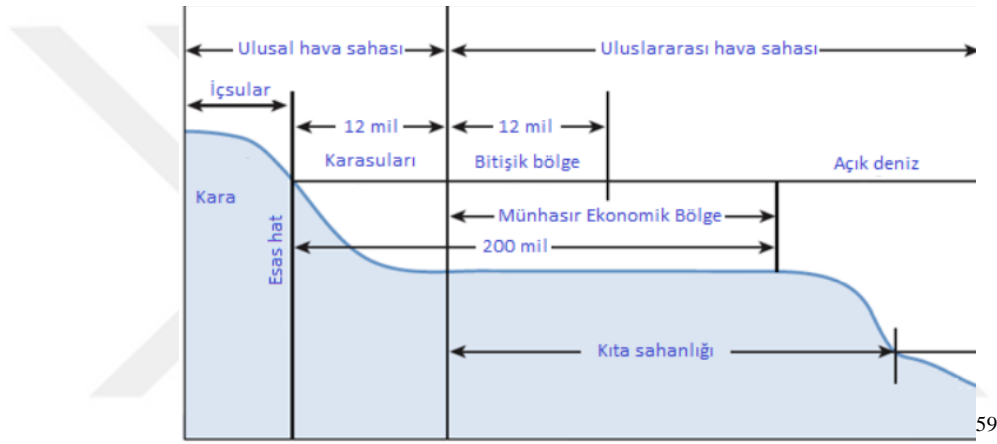 Ulusal hava sahası Uluslararası hava sahası
İçsular
12 mil 12 mil
Karasuları Bitişik bölge Açık deniz
Kara
Münhasır Ekonomik Bölge
Esas hat
200 mil
Kıta sahanlığı
59